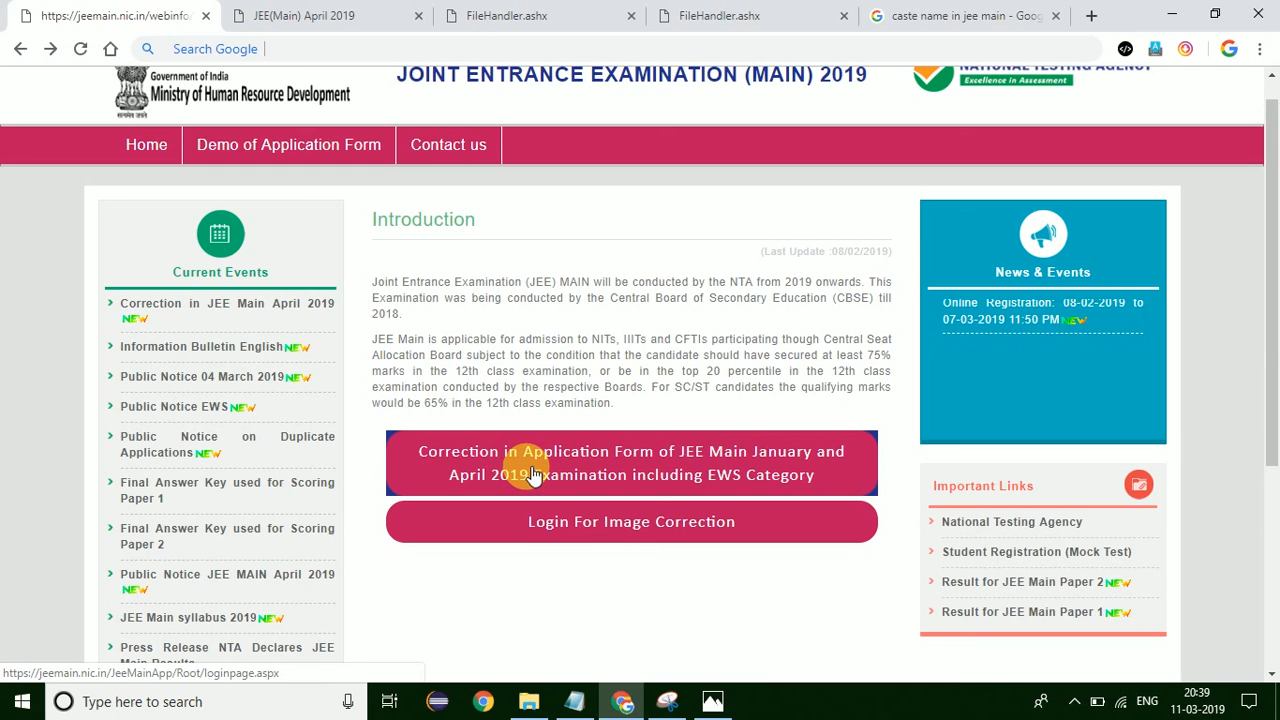 https://jeemain.nic.in/webinfo
JEE(Main) April 2019
FileHandler.ashx
FileHandler.ashx
caste name in jee main - Goo
Search Google
Government of India
Ministry of Human Resource Development
JOINT ENTRANCE EXAMINATION (MAIN) 2019
NATIONAL TESTING AGENCY
Excellence in Assessment
Home
Demo of Application Form
Contact us
Current Events
Correction in JEE Main April 2019
NEW
Information Bulletin English NEW
Public Notice 04 March 2019 NEW
Public Notice EWS NEW
Public Notice on Duplicate
Applications NEW
Final Answer Key used for Scoring
Paper 1
Final Answer Key used for Scoring
Paper 2
Public Notice JEE MAIN April 2019
NEW
JEE Main syllabus 2019 NEW
Press Release NTA Declares JEE
Main Results
Introduction
(Last Update :08/02/2019)
Joint Entrance Examination (JEE) MAIN will be conducted by the NTA from 2019 onwards. This
Examination was being conducted by the Central Board of Secondary Education (CBSE) till
2018.
JEE Main is applicable for admission to NITs, IIITs and CFTIs participating though Central Seat
Allocation Board subject to the condition that the candidate should have secured at least 75%
marks in the 12th class examination, or be in the top 20 percentile in the 12th class
examination conducted by the respective Boards. For SC/ST candidates the qualifying marks
would be 65% in the 12th class examination.
Correction in Application Form of JEE Main January and
April 2019 Examination including EWS Category
Login For Image Correction
News & Events
Online Registration: 08-02-2019 to
07-03-2019 11:50 PM NEW
Important Links
National Testing Agency
Student Registration (Mock Test)
Result for JEE Main Paper 2 NEW
Result for JEE Main Paper 1 NEW
https://jeemain.nic.in/JeeMainApp/Root/loginpage.aspx
Type here to search
ENG
20:39
11-03-2019